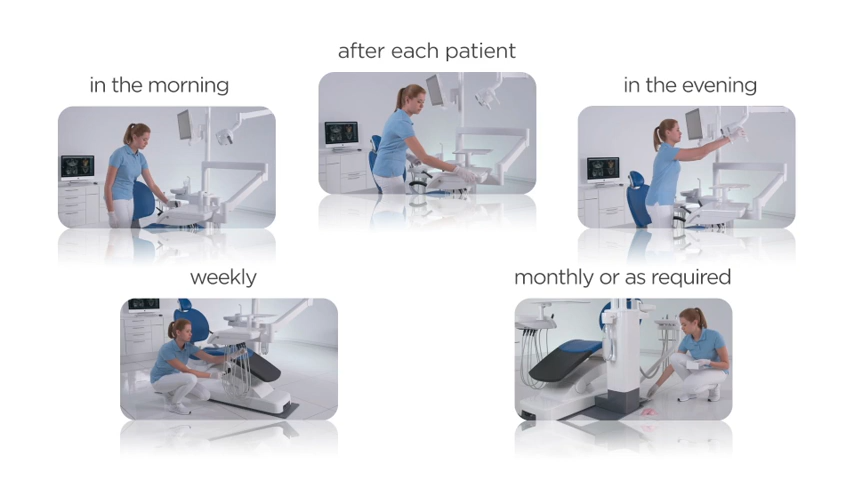 after each patient
in the morning
in the evening
weekly
monthly or as required